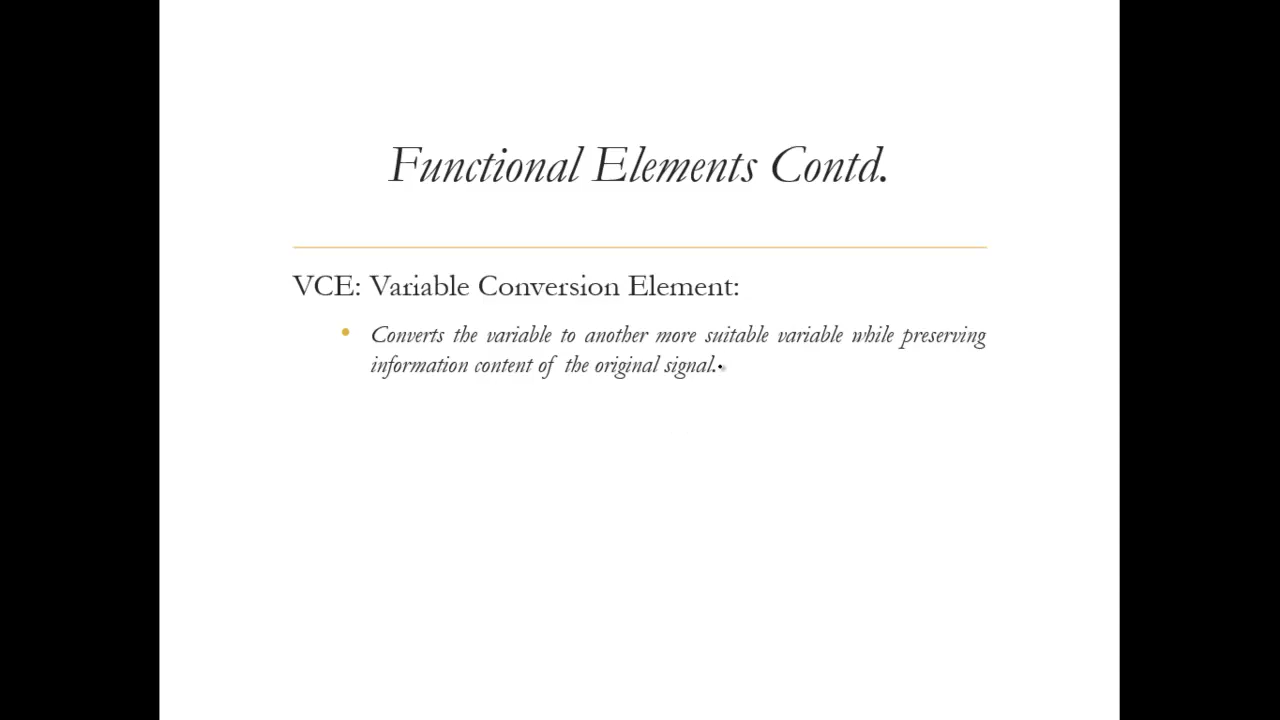 Functional Elements Contd.
VCE: Variable Conversion Element:
• Converts the variable to another more suitable variable while preserving
information content of the original signal.